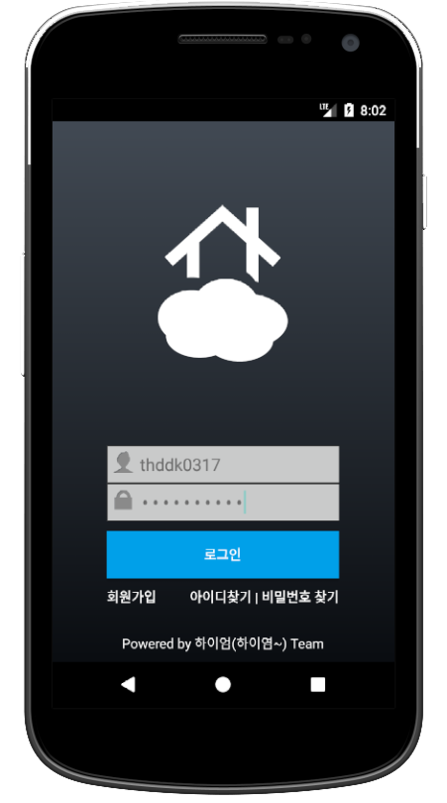 LTE 8:02
thddk0317
••••••••••
로그인
회원가입 아이디찾기 | 비밀번호 찾기
Powered by 하이엄(하이염~) Team